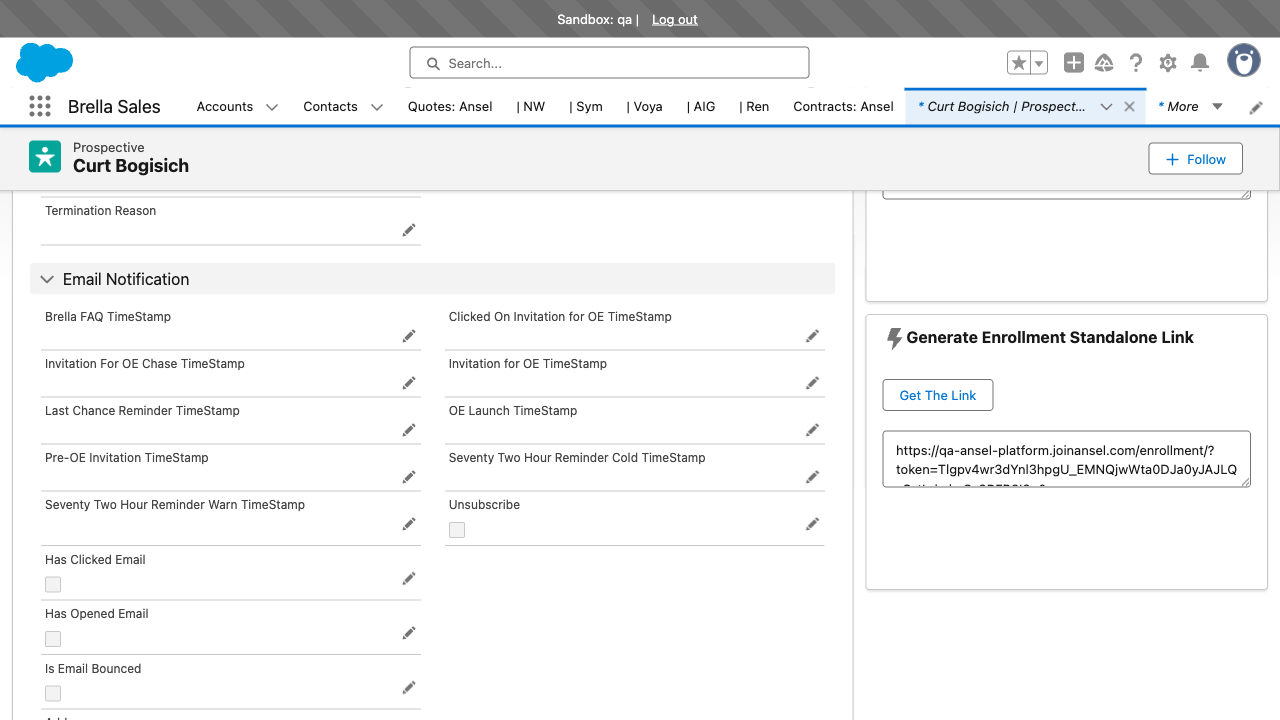 Sandbox: qa | Log out
Search...
Brella Sales
Accounts
Contacts
Quotes: Ansel
| NW
| Sym
| Voya
| AIG
| Ren
Contracts: Ansel
* Curt Bogisich | Prospect...
* More
Prospective
Curt Bogisich
Follow
Termination Reason
Email Notification
Brella FAQ TimeStamp
Clicked On Invitation for OE TimeStamp
Invitation For OE Chase TimeStamp
Invitation for OE TimeStamp
Last Chance Reminder TimeStamp
OE Launch TimeStamp
Pre-OE Invitation TimeStamp
Seventy Two Hour Reminder Cold TimeStamp
Seventy Two Hour Reminder Warn TimeStamp
Unsubscribe
Has Clicked Email
Has Opened Email
Is Email Bounced
Generate Enrollment Standalone Link
Get The Link
https://qa-ansel-platform.joinansel.com/enrollment/?
token=TIgpv4wr3dYnl3hpgU_EMNQjwWta0DJa0yJAJLQ